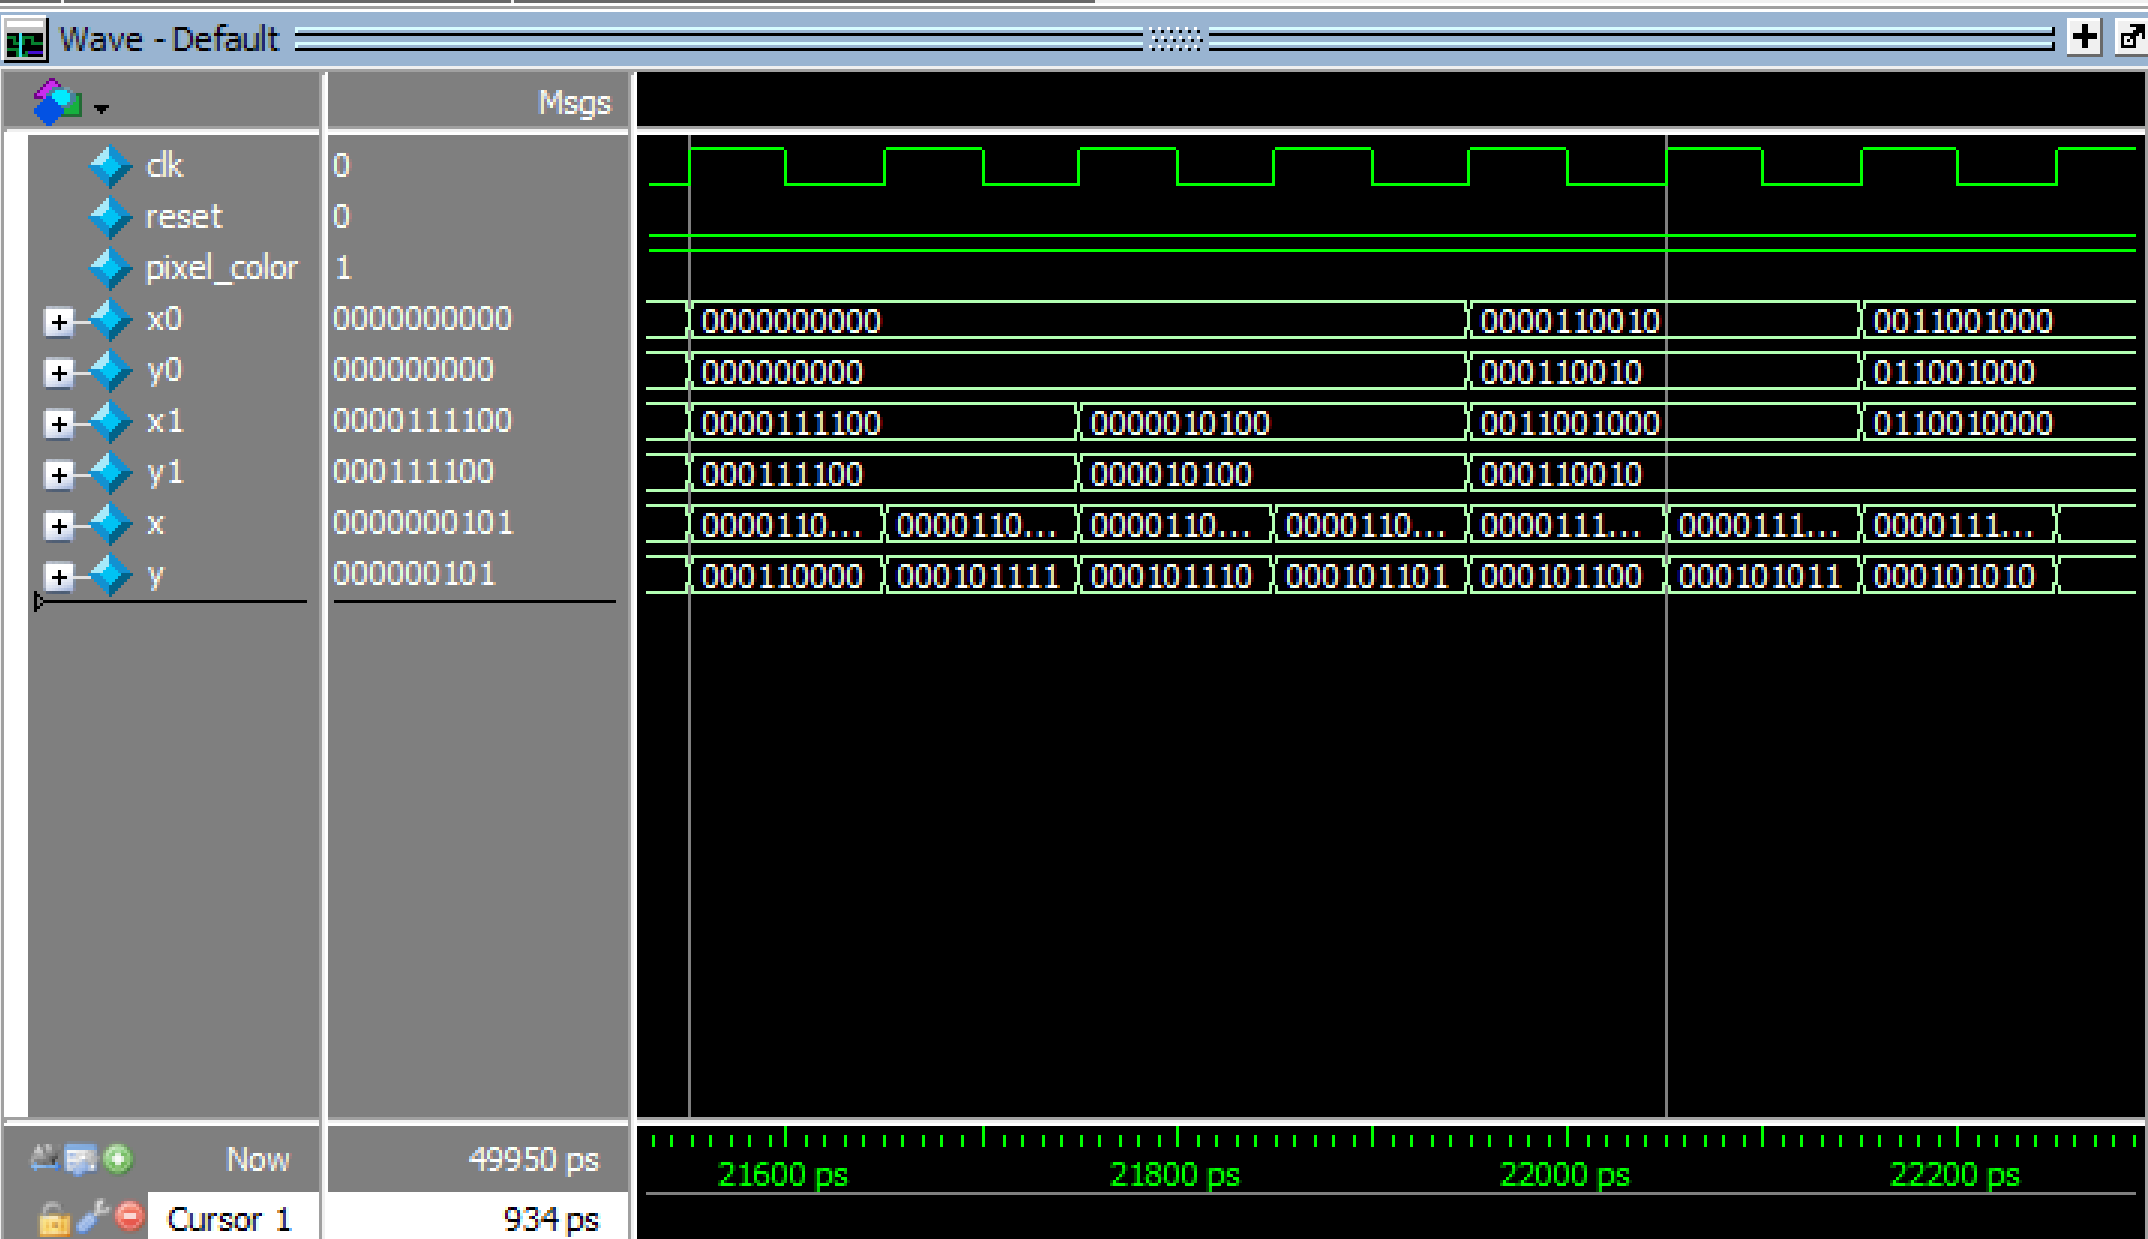 Wave - Default
Msgs
clk 0
reset 0
pixel_color 1
x0 0000000000 0000000000 0000110010 0011001000
y0 000000000 000000000 000110010 011001000
x1 0000111100 0000111100 0000010100 0011001000 0110010000
y1 000111100 000111100 000010100 000110010
x 0000000101 0000110... 0000110... 0000110... 0000110... 0000111... 0000111... 0000111...
y 000000101 000110000 000101111 000101110 000101101 000101100 000101011 000101010
Now 49950 ps 21600 ps 21800 ps 22000 ps 22200 ps
Cursor 1 934 ps